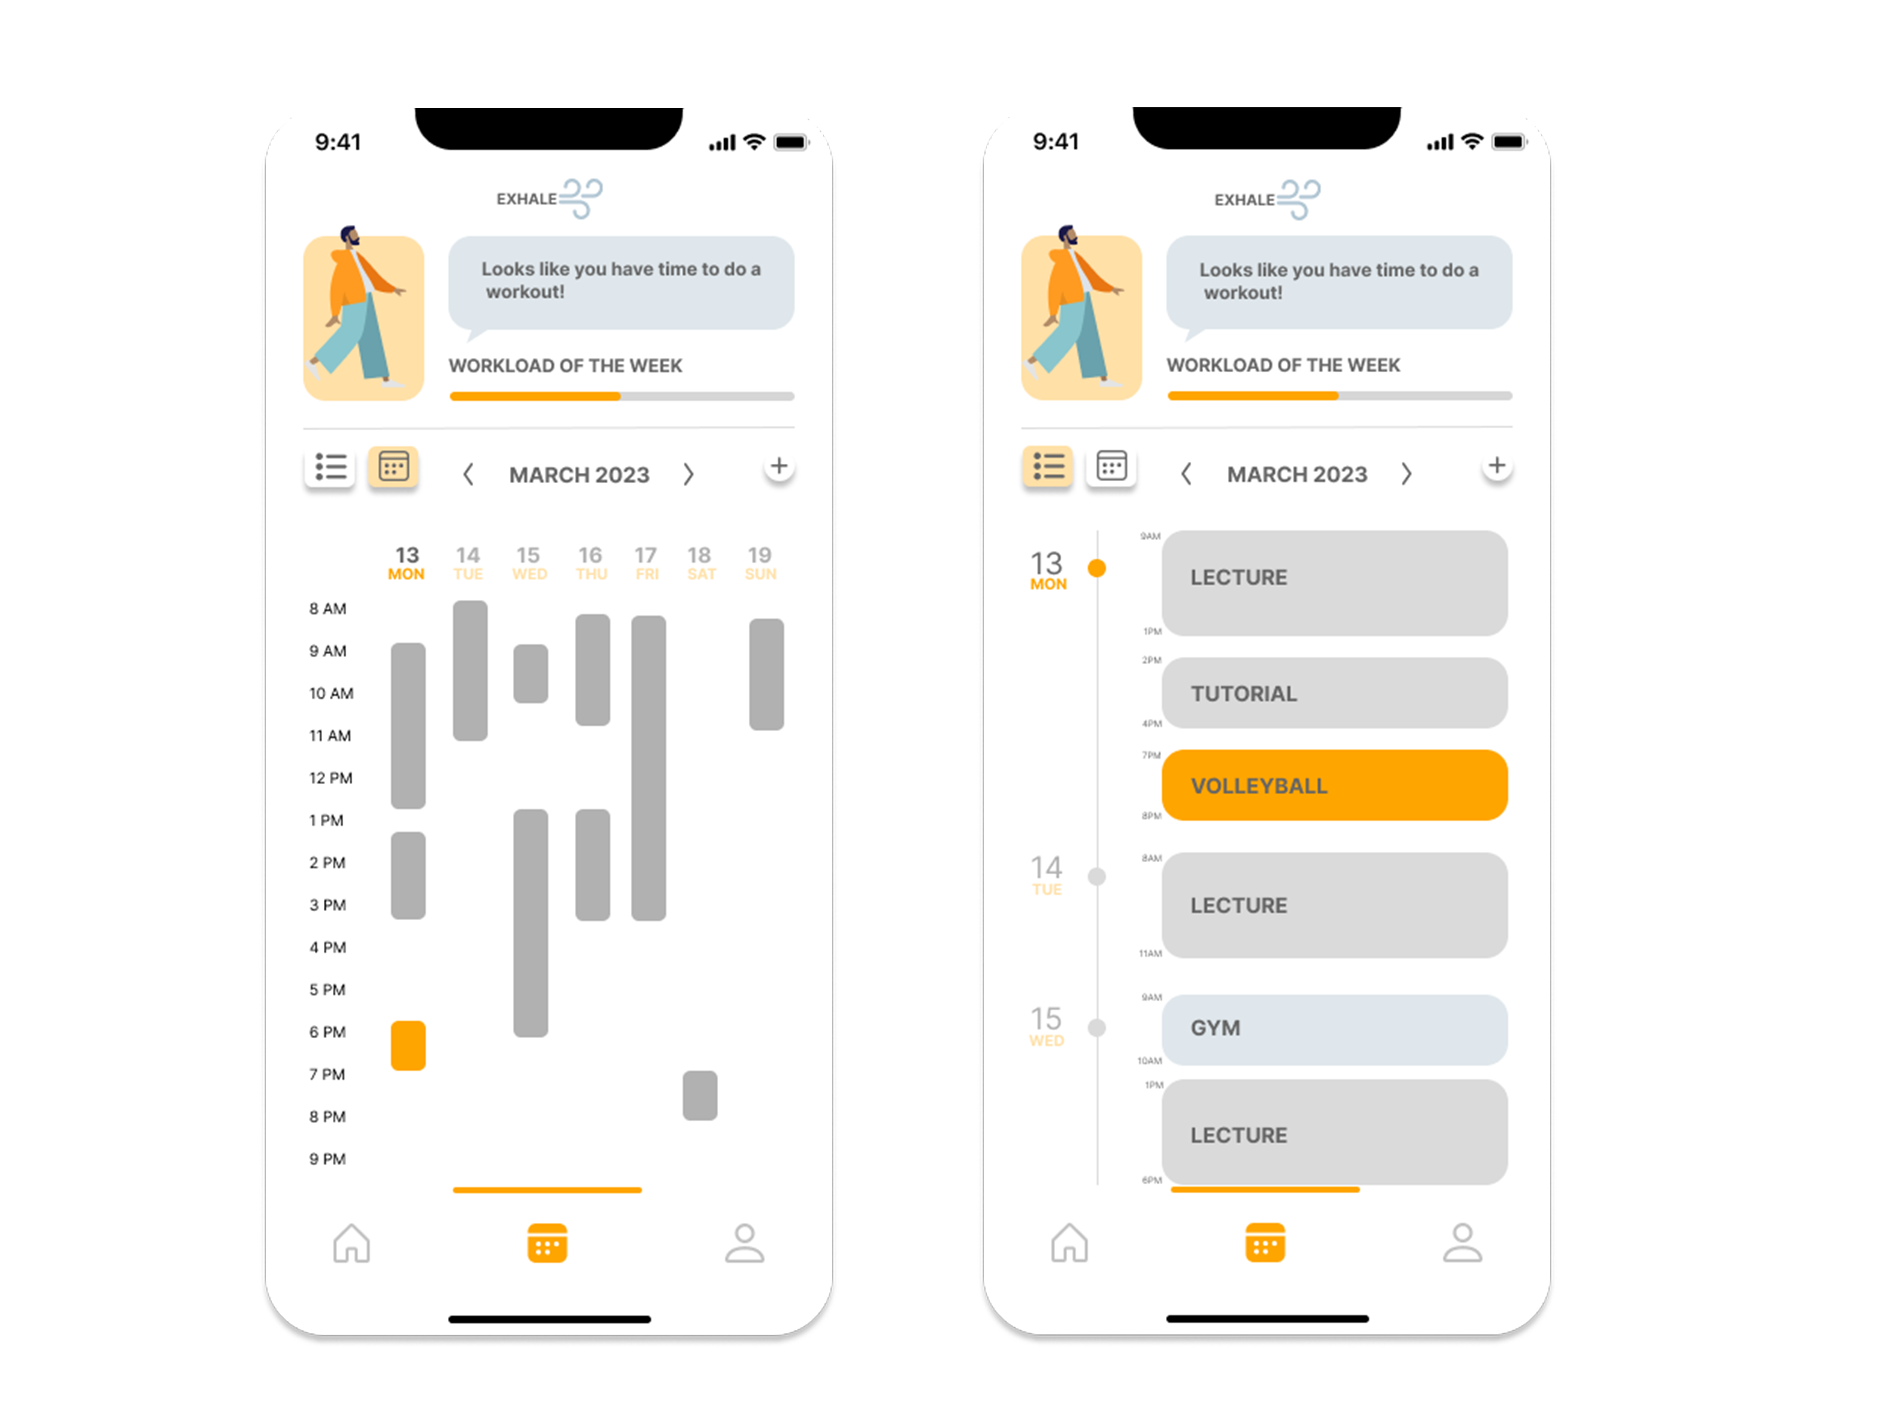 9:41
EXHALE
Looks like you have time to do a
workout!
WORKLOAD OF THE WEEK
MARCH 2023
13 14 15 16 17 18 19
MON TUE WED THU FRI SAT SUN
8 AM
9 AM
10 AM
11 AM
12 PM
1 PM
2 PM
3 PM
4 PM
5 PM
6 PM
7 PM
8 PM
9 PM
9:41
EXHALE
Looks like you have time to do a
workout!
WORKLOAD OF THE WEEK
MARCH 2023
13
MON
9AM
LECTURE
1PM
2PM
TUTORIAL
4PM
7PM
VOLLEYBALL
8PM
14
TUE
8AM
LECTURE
11AM
15
WED
9AM
GYM
10AM
1PM
LECTURE
6PM